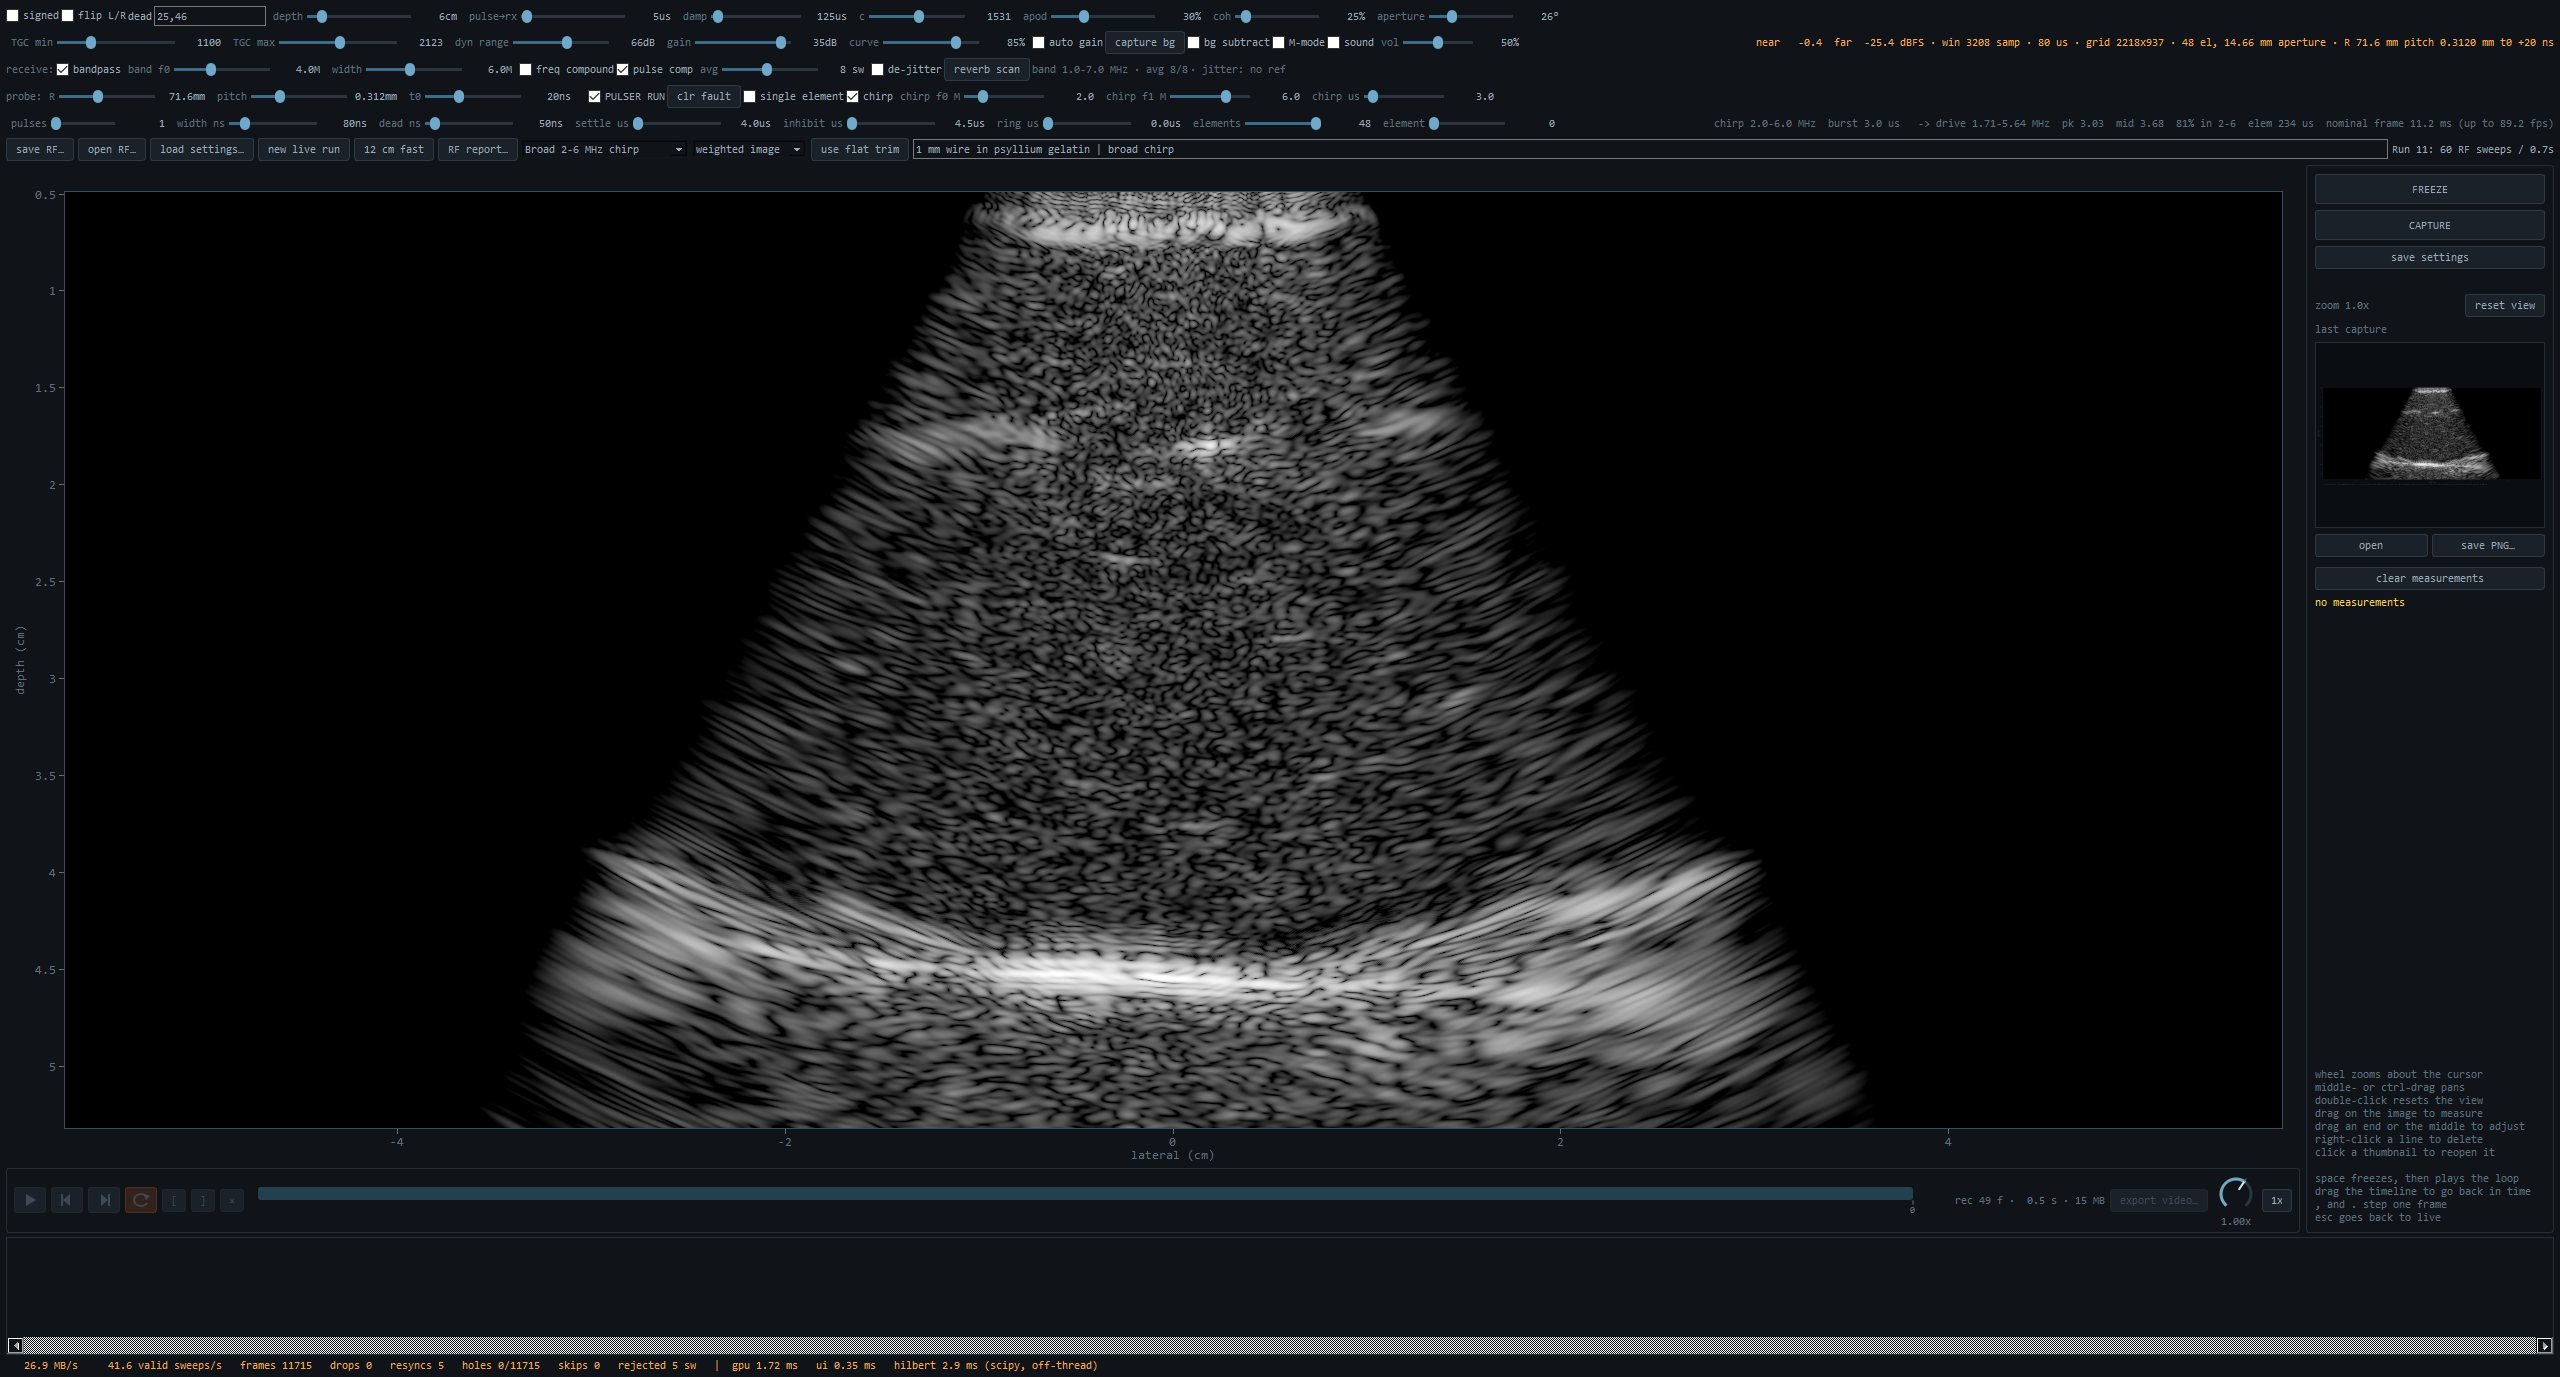 signed flip L/R dead 25,46 depth 6cm pulse→rx 5us damp 125us c 1531 apod 30% coh 25% aperture 26°
TGC min 1100 TGC max 2123 dyn range 66dB gain 35dB curve 85% auto gain capture bg bg subtract M-mode sound vol 50% near -0.4 far -25.4 dBFS · win 3208 samp · 80 us · grid 2218x937 · 48 el, 14.66 mm aperture · R 71.6 mm pitch 0.3120 mm t0 +20 ns
receive: bandpass band f0 4.0M width 6.0M freq compound pulse comp avg 8 sw de-jitter reverb scan band 1.0-7.0 MHz · avg 8/8 · jitter: no ref
probe: R 71.6mm pitch 0.312mm t0 20ns PULSER RUN clr fault single element chirp chirp f0 M 2.0 chirp f1 M 6.0 chirp us 3.0
pulses 1 width ns 80ns dead ns 50ns settle us 4.0us inhibit us 4.5us ring us 0.0us elements 48 element 0 chirp 2.0-6.0 MHz burst 3.0 us -> drive 1.71-5.64 MHz pk 3.03 mid 3.68 81% in 2-6 elem 234 us nominal frame 11.2 ms (up to 89.2 fps)
save RF… open RF… load settings… new live run 12 cm fast RF report… Broad 2-6 MHz chirp weighted image use flat trim 1 mm wire in psyllium gelatin | broad chirp Run 11: 60 RF sweeps / 0.7s
FREEZE
CAPTURE
save settings
zoom 1.0x reset view
last capture
open save PNG…
clear measurements
no measurements
0.5
1
1.5
2
2.5
3
3.5
4
4.5
5
depth (cm)
-4 -2 0 2 4
lateral (cm)
wheel zooms about the cursor
middle- or ctrl-drag pans
double-click resets the view
drag on the image to measure
drag an end or the middle to adjust
right-click a line to delete
click a thumbnail to reopen it
space freezes, then plays the loop
drag the timeline to go back in time
, and . step one frame
esc goes back to live
[ ] × 0 rec 49 f · 0.5 s · 15 MB export video… 1.00x 1x
26.9 MB/s 41.6 valid sweeps/s frames 11715 drops 0 resyncs 5 holes 0/11715 skips 0 rejected 5 sw | gpu 1.72 ms ui 0.35 ms hilbert 2.9 ms (scipy, off-thread)